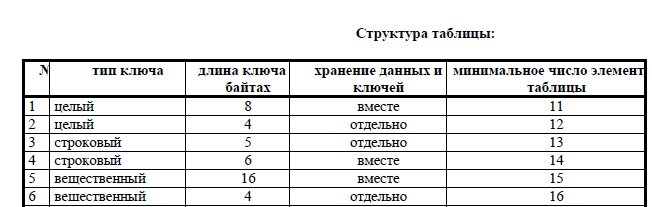 Структура таблицы:
N тип ключа длина ключа хранение данных и минимальное число элемент
байтах ключей таблицы
1 целый 8 вместе 11
2 целый 4 отдельно 12
3 строковый 5 отдельно 13
4 строковый 6 вместе 14
5 вещественный 16 вместе 15
6 вещественный 4 отдельно 16